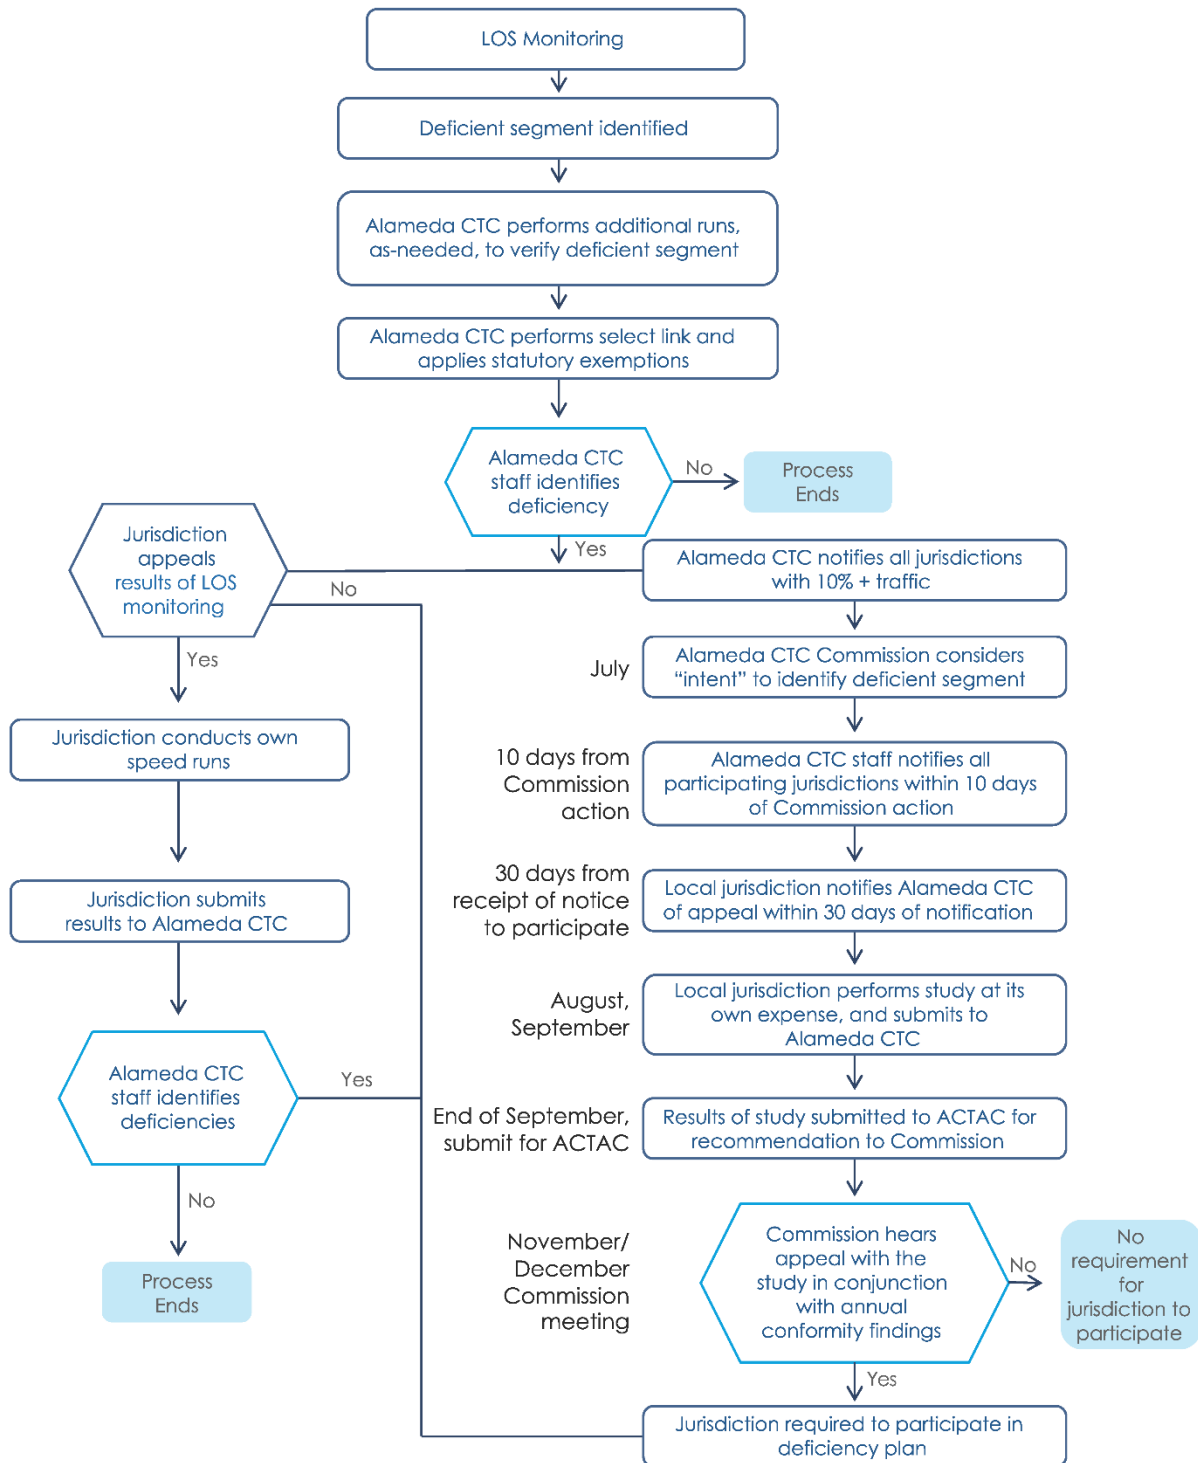 LOS Monitoring
Deficient segment identified
Alameda CTC performs additional runs,
as-needed, to verify deficient segment
Alameda CTC performs select link and
applies statutory exemptions
Alameda CTC
staff identifies
deficiency
No
Process
Ends
Yes
Jurisdiction
appeals
results of LOS
monitoring
No
Yes
Jurisdiction conducts own
speed runs
Jurisdiction submits
results to Alameda CTC
Alameda CTC
staff identifies
deficiencies
Yes
No
Process
Ends
Alameda CTC notifies all jurisdictions
with 10% + traffic
July
Alameda CTC Commission considers
“intent” to identify deficient segment
10 days from
Commission
action
Alameda CTC staff notifies all
participating jurisdictions within 10 days
of Commission action
30 days from
receipt of notice
to participate
Local jurisdiction notifies Alameda CTC
of appeal within 30 days of notification
August,
September
Local jurisdiction performs study at its
own expense, and submits to
Alameda CTC
End of September,
submit for ACTAC
Results of study submitted to ACTAC for
recommendation to Commission
November/
December
Commission
meeting
Commission hears
appeal with the
study in conjunction
with annual
conformity findings
No
No
requirement
for
jurisdiction to
participate
Yes
Jurisdiction required to participate in
deficiency plan